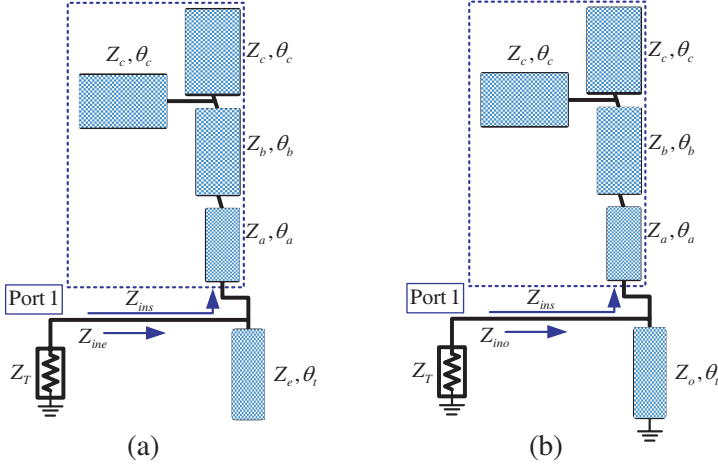 Z_c, θ_c
Z_c, θ_c
Z_b, θ_b
Z_a, θ_a
Port 1
Z_ins
Z_ine
Z_T
Z_e, θ_t
(a)
Z_c, θ_c
Z_c, θ_c
Z_b, θ_b
Z_a, θ_a
Port 1
Z_ins
Z_ino
Z_T
Z_o, θ_t
(b)